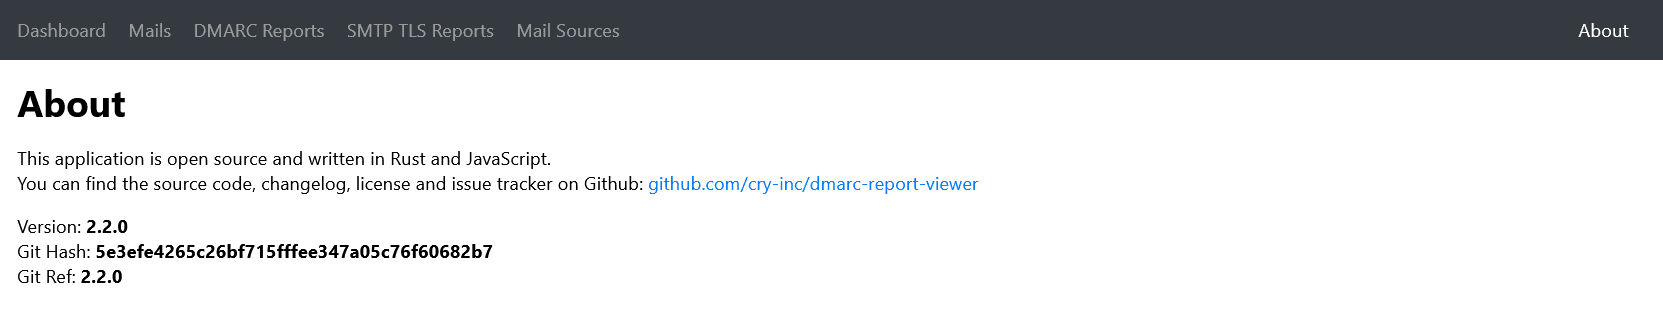 Dashboard Mails DMARC Reports SMTP TLS Reports Mail Sources About
About
This application is open source and written in Rust and JavaScript.
You can find the source code, changelog, license and issue tracker on Github: github.com/cry-inc/dmarc-report-viewer
Version: 2.2.0
Git Hash: 5e3efe4265c26bf715fffee347a05c76f60682b7
Git Ref: 2.2.0